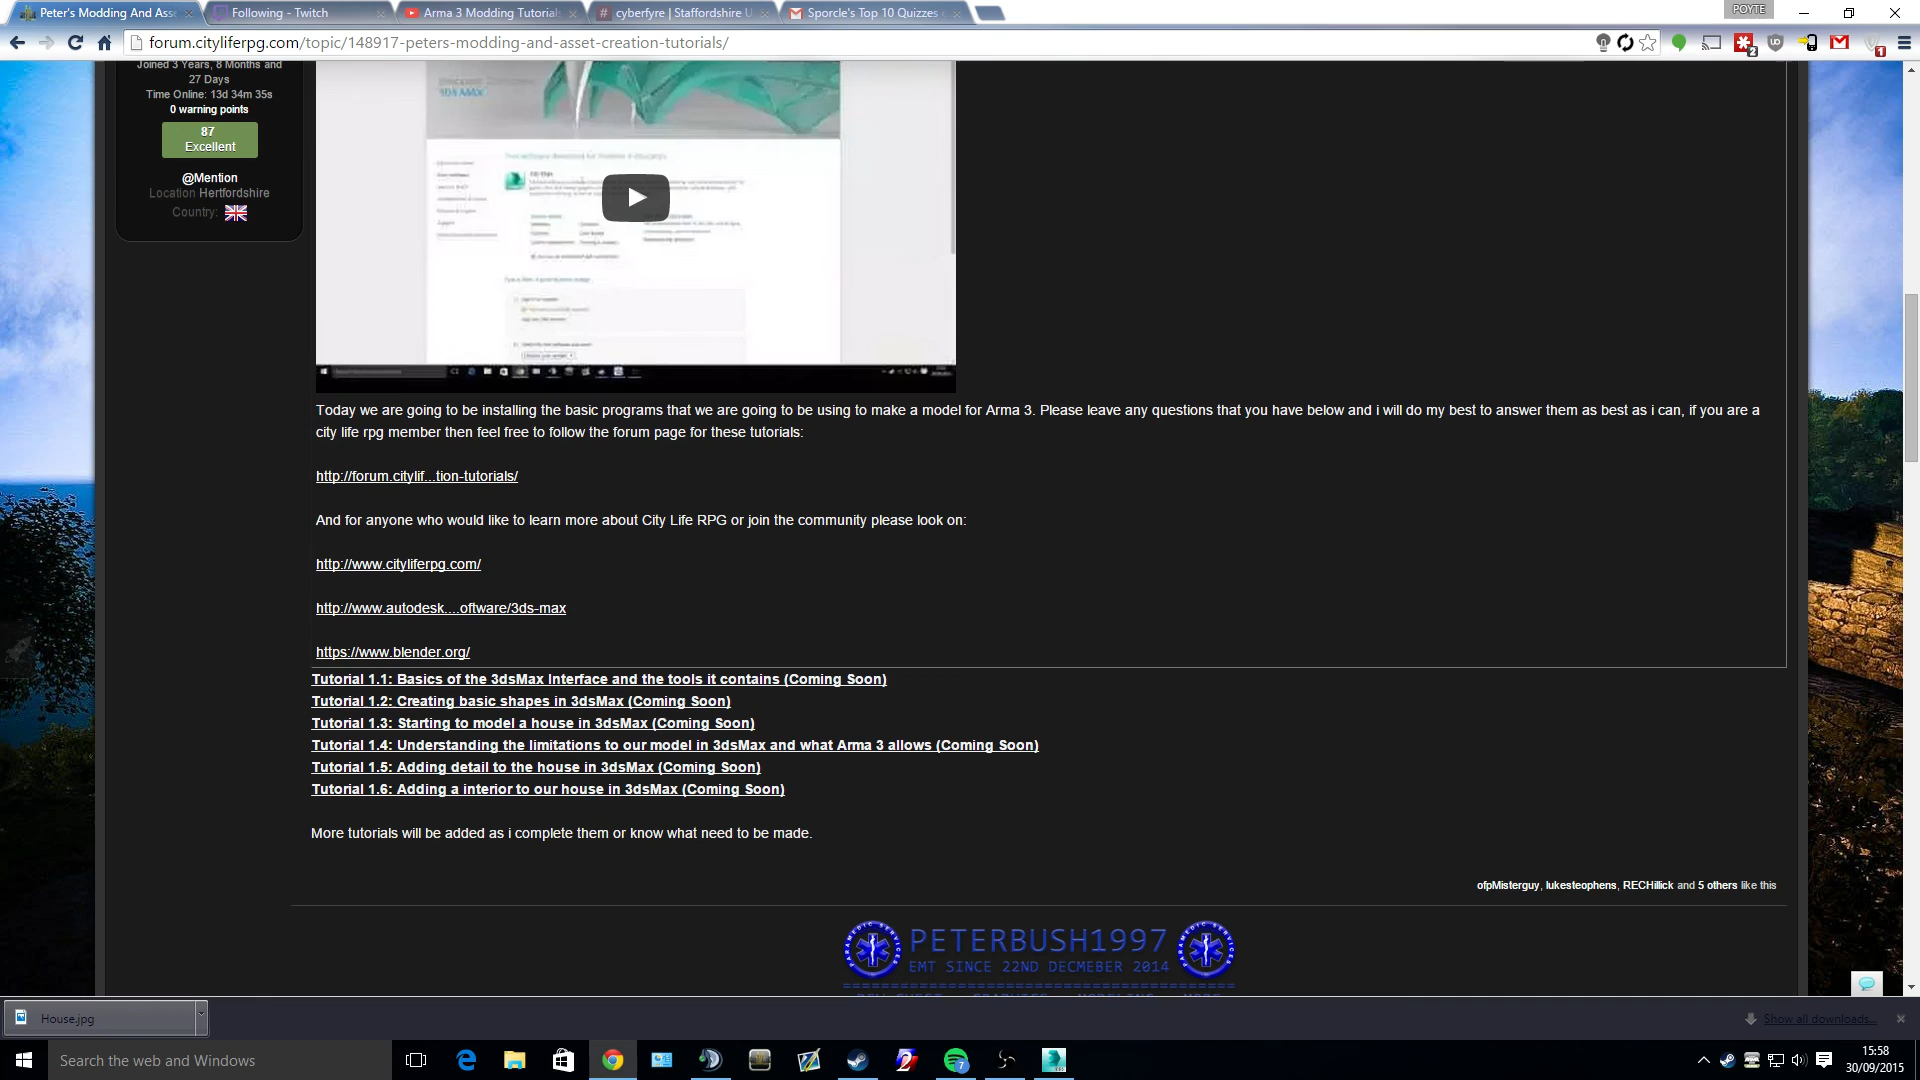 Peter's Modding And Asse
Following - Twitch
Arma 3 Modding Tutorials
cyberfyre | Staffordshire U
Sporcle's Top 10 Quizzes
POYTE
forum.cityliferpg.com/topic/148917-peters-modding-and-asset-creation-tutorials/
Joined 3 Years, 8 Months and
27 Days
Time Online: 13d 34m 35s
0 warning points
87
Excellent
@Mention
Location Hertfordshire
Country:
Today we are going to be installing the basic programs that we are going to be using to make a model for Arma 3. Please leave any questions that you have below and i will do my best to answer them as best as i can, if you are a
city life rpg member then feel free to follow the forum page for these tutorials:
http://forum.citylif...tion-tutorials/
And for anyone who would like to learn more about City Life RPG or join the community please look on:
http://www.cityliferpg.com/
http://www.autodesk....oftware/3ds-max
https://www.blender.org/
Tutorial 1.1: Basics of the 3dsMax Interface and the tools it contains (Coming Soon)
Tutorial 1.2: Creating basic shapes in 3dsMax (Coming Soon)
Tutorial 1.3: Starting to model a house in 3dsMax (Coming Soon)
Tutorial 1.4: Understanding the limitations to our model in 3dsMax and what Arma 3 allows (Coming Soon)
Tutorial 1.5: Adding detail to the house in 3dsMax (Coming Soon)
Tutorial 1.6: Adding a interior to our house in 3dsMax (Coming Soon)
More tutorials will be added as i complete them or know what need to be made.
ofpMisterguy, lukesteophens, RECHillick and 5 others like this
PETERBUSH1997
EMT SINCE 22ND DECMEBER 2014
House.jpg
Show all downloads...
Search the web and Windows
7
15:58
30/09/2015